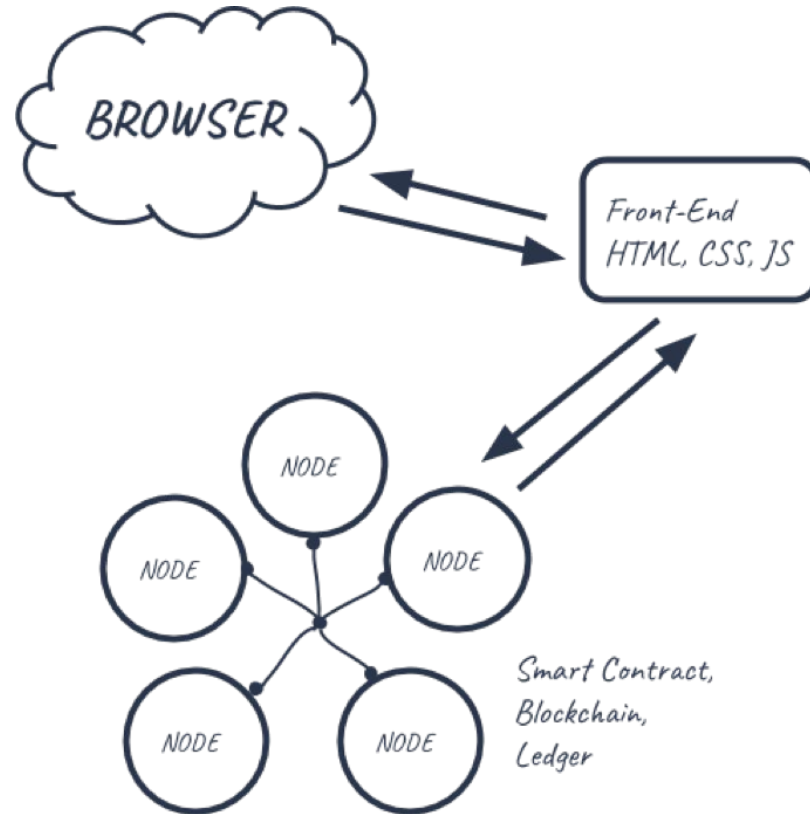 BROWSER
Front-End
HTML, CSS, JS
NODE
NODE
NODE
NODE
NODE
Smart Contract,
Blockchain,
Ledger